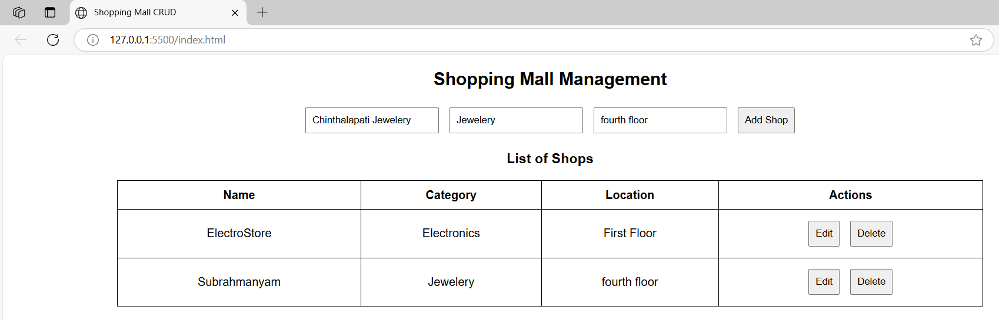 Shopping Mall CRUD
127.0.0.1:5500/index.html
Shopping Mall Management
Chinthalapati Jewelery Jewelery fourth floor Add Shop
List of Shops
Name Category Location Actions
ElectroStore Electronics First Floor Edit Delete
Subrahmanyam Jewelery fourth floor Edit Delete